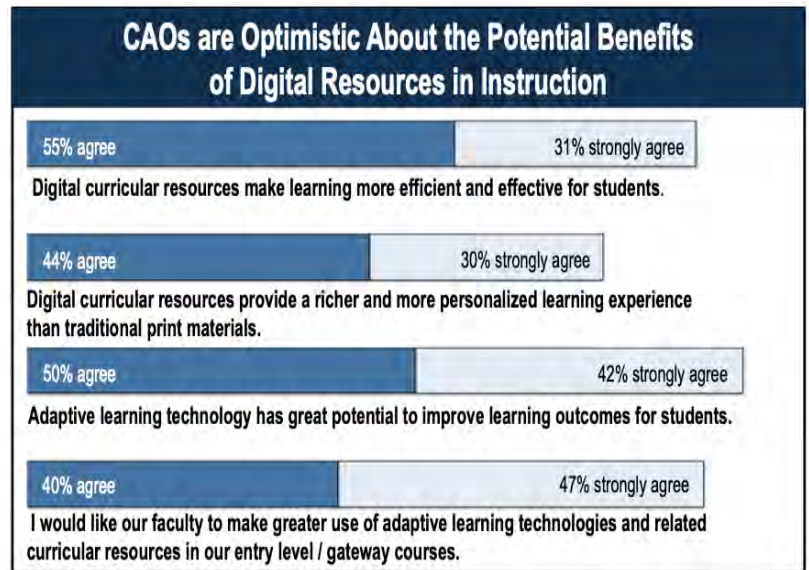 CAOs are Optimistic About the Potential Benefits
of Digital Resources in Instruction
55% agree 31% strongly agree
Digital curricular resources make learning more efficient and effective for students.
44% agree 30% strongly agree
Digital curricular resources provide a richer and more personalized learning experience
than traditional print materials.
50% agree 42% strongly agree
Adaptive learning technology has great potential to improve learning outcomes for students.
40% agree 47% strongly agree
I would like our faculty to make greater use of adaptive learning technologies and related
curricular resources in our entry level / gateway courses.